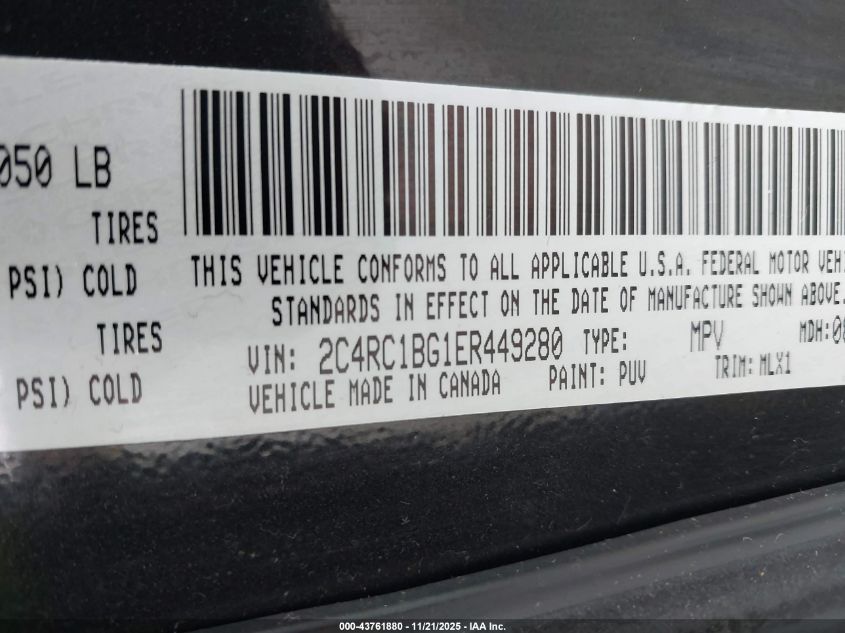 050 LB
TIRES
PSI) COLD
TIRES
PSI) COLD
THIS VEHICLE CONFORMS TO ALL APPLICABLE U.S.A. FEDERAL MOTOR VEHI
STANDARDS IN EFFECT ON THE DATE OF MANUFACTURE SHOWN ABOVE.
VIN: 2C4RC1BG1ER449280 TYPE: MPV MDH:08
VEHICLE MADE IN CANADA PAINT: PUV TRIM: MLX1
000-43761880 - 11/21/2025 - IAA Inc.